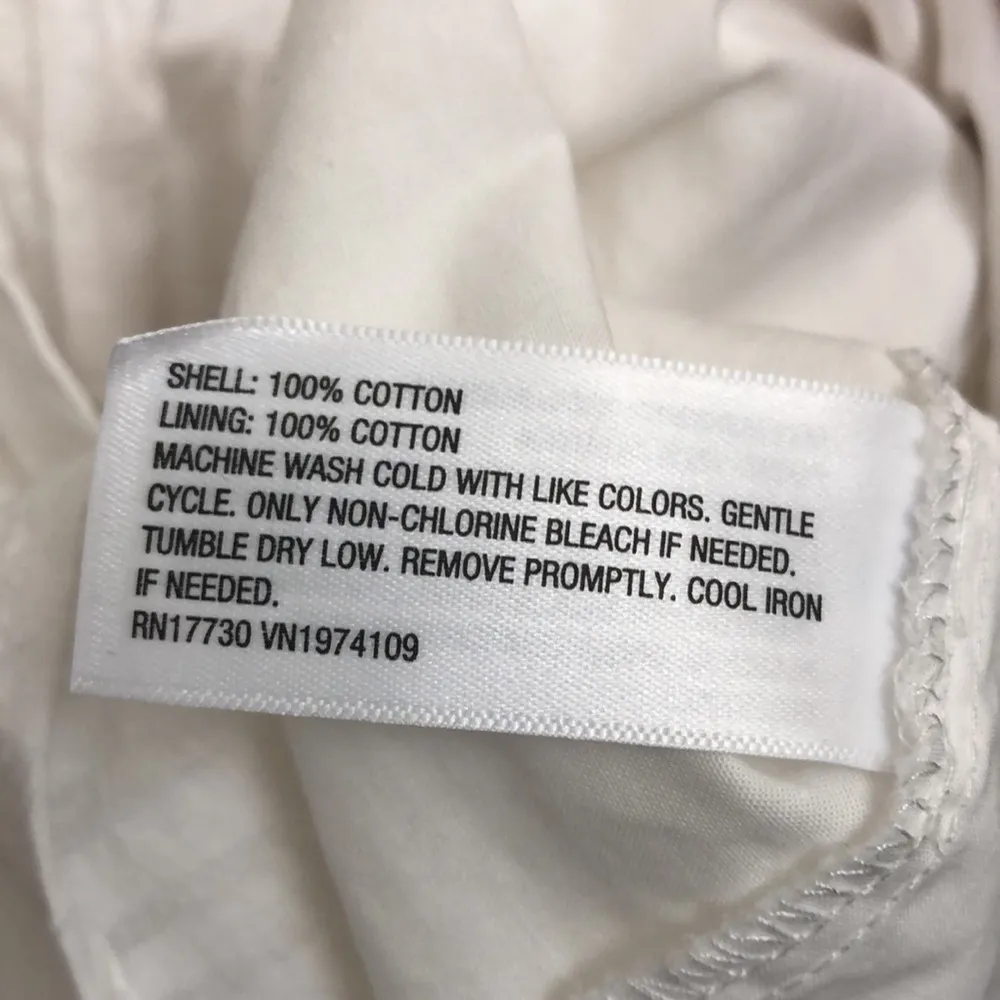 SHELL: 100% COTTON
LINING: 100% COTTON
MACHINE WASH COLD WITH LIKE COLORS. GENTLE
CYCLE. ONLY NON-CHLORINE BLEACH IF NEEDED.
TUMBLE DRY LOW. REMOVE PROMPTLY. COOL IRON
IF NEEDED.
RN17730 VN1974109